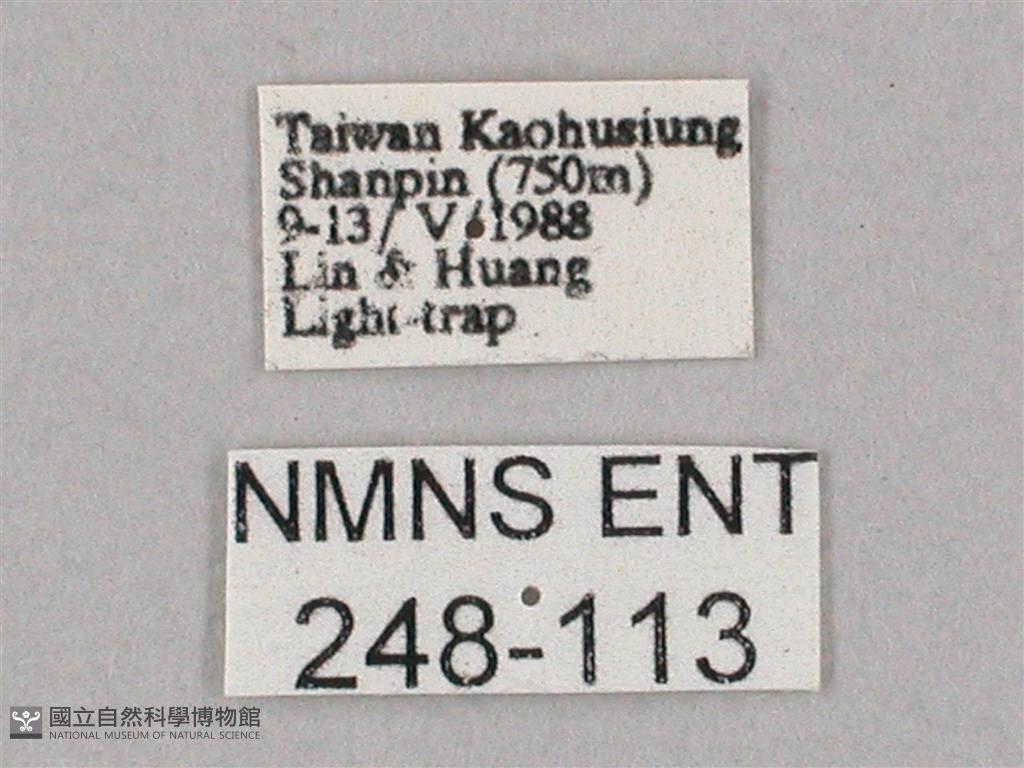 Taiwan Kaohusiung
Shanpin (750m)
9-13/ V/1988
Lin & Huang
Light-trap
NMNS ENT
248-113
國立自然科學博物館
NATIONAL MUSEUM OF NATURAL SCIENCE